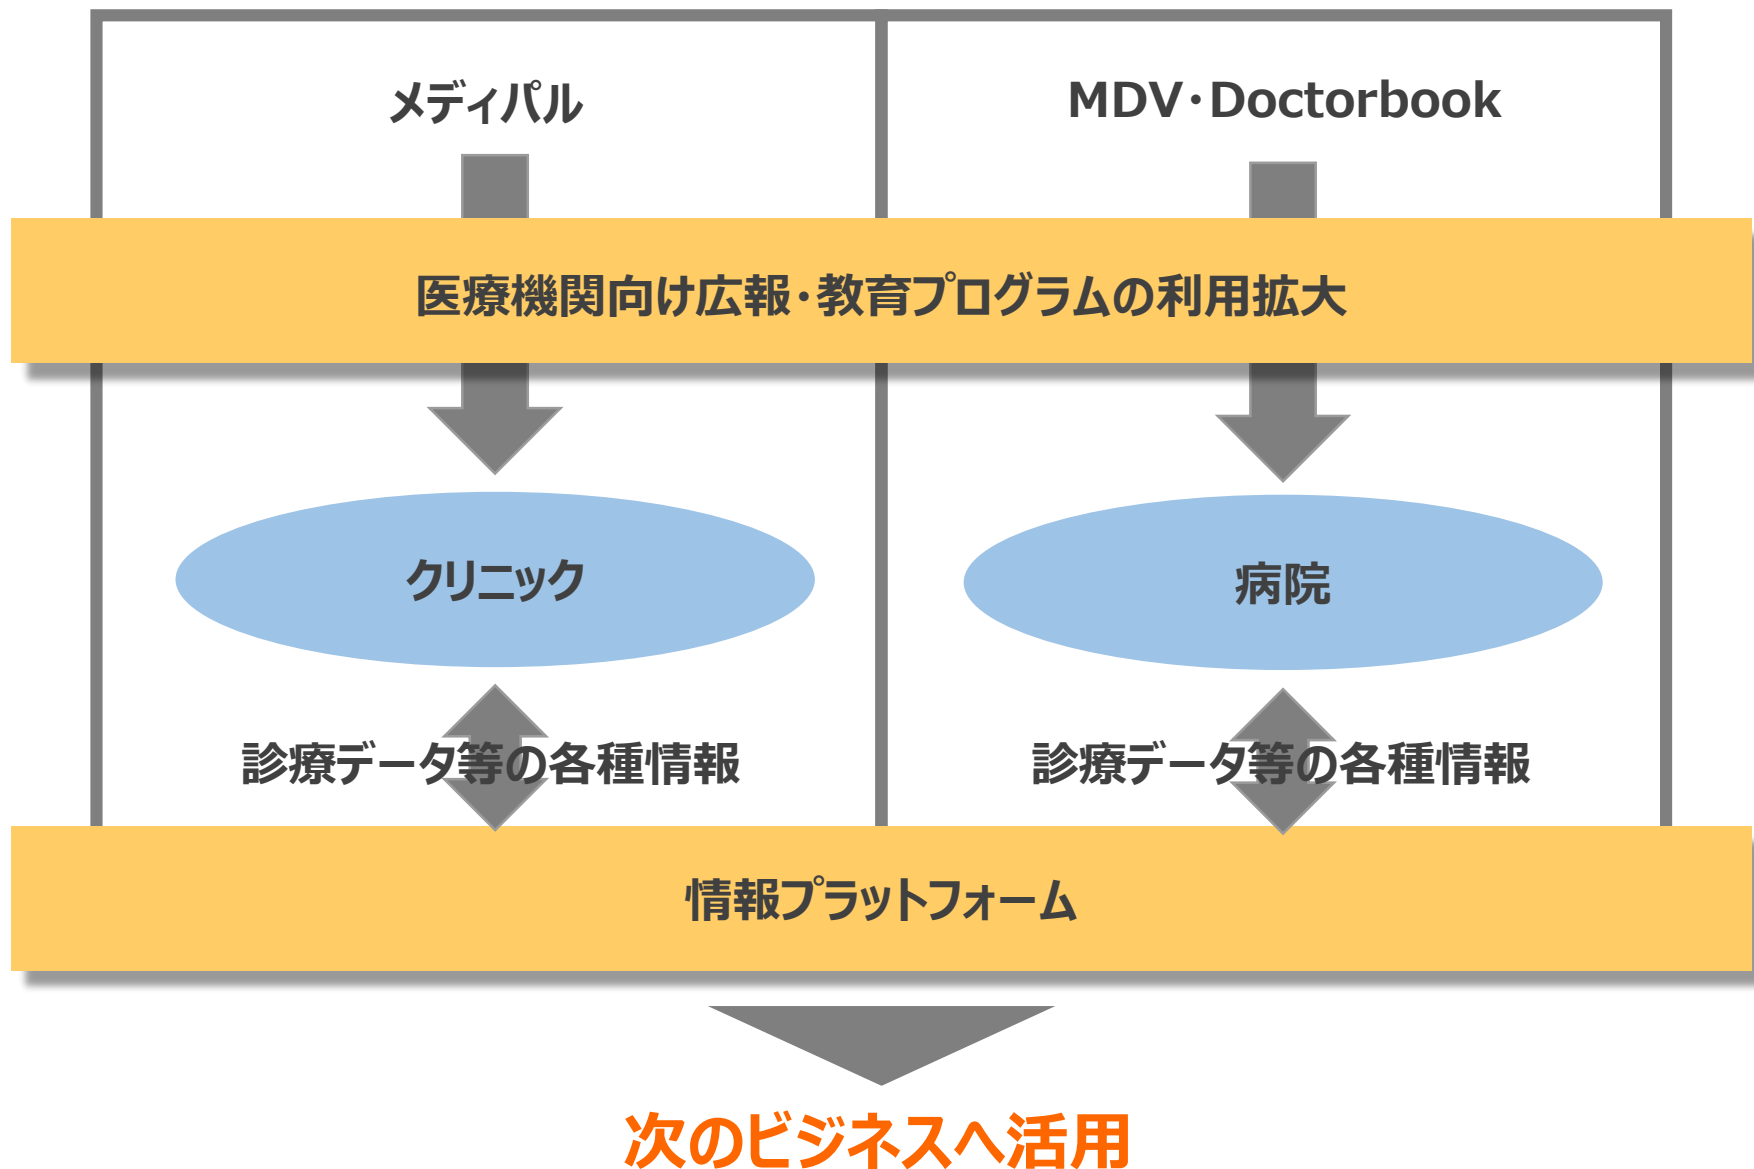 メディパル
MDV・Doctorbook
医療機関向け広報・教育プログラムの利用拡大
クリニック
病院
診療データ等の各種情報
診療データ等の各種情報
情報プラットフォーム
次のビジネスへ活用